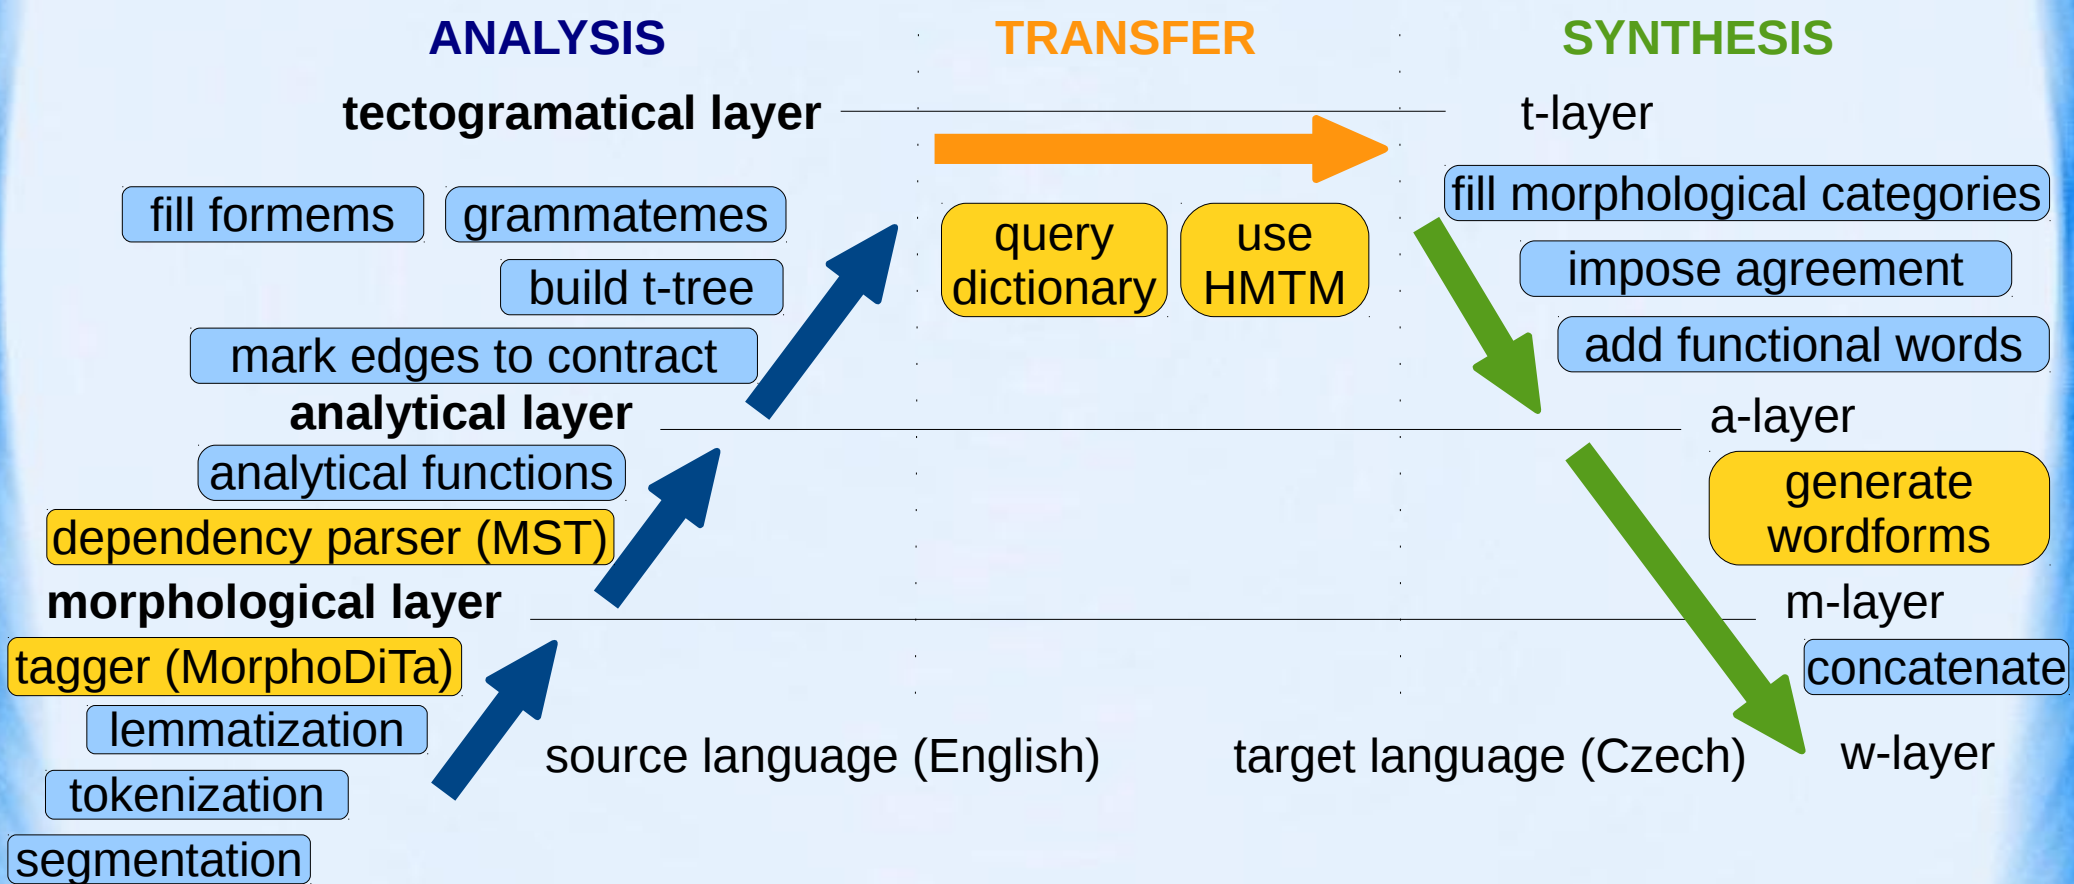 ANALYSIS
TRANSFER
SYNTHESIS
tectogramatical layer
t-layer
fill formems
grammatemes
build t-tree
mark edges to contract
query
dictionary
use
HMTM
fill morphological categories
impose agreement
add functional words
analytical layer
a-layer
analytical functions
dependency parser (MST)
generate
wordforms
morphological layer
m-layer
tagger (MorphoDiTa)
lemmatization
tokenization
segmentation
concatenate
source language (English)
target language (Czech)
w-layer